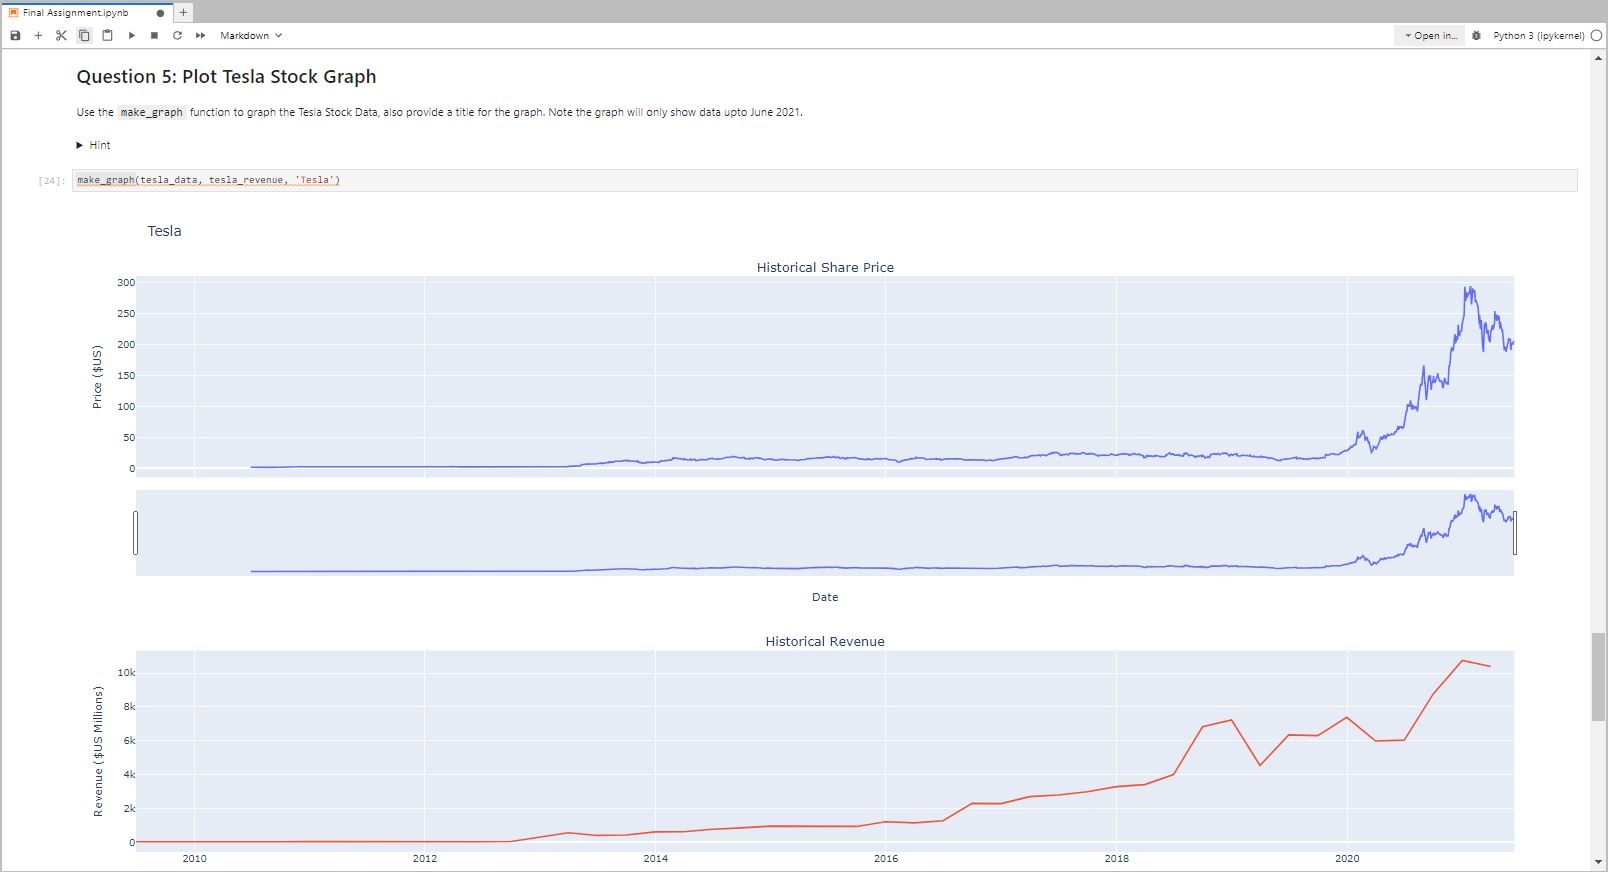 Final Assignment.ipynb
+
Markdown
Open in...
Python 3 (ipykernel)
Question 5: Plot Tesla Stock Graph
Use the make_graph function to graph the Tesla Stock Data, also provide a title for the graph. Note the graph will only show data upto June 2021.
Hint
[24]: make_graph(tesla_data, tesla_revenue, 'Tesla')
Tesla
Historical Share Price
Price ($US)
300
250
200
150
100
50
0
Date
Historical Revenue
Revenue ($US Millions)
10k
8k
6k
4k
2k
0
2010 2012 2014 2016 2018 2020